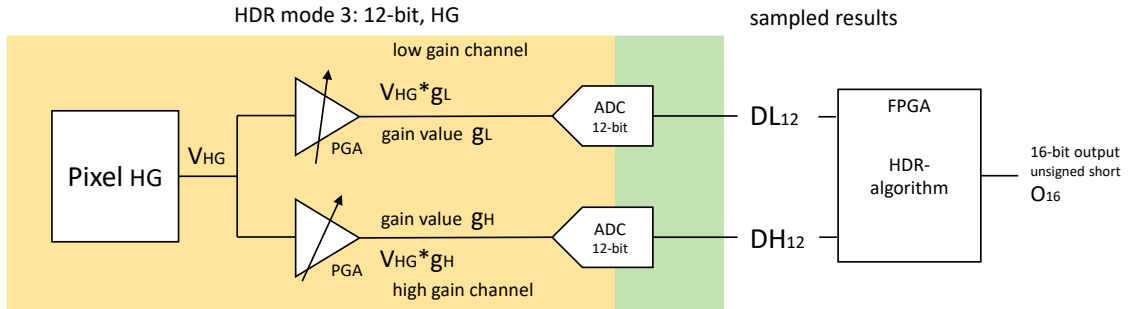 HDR mode 3: 12-bit, HG
sampled results
low gain channel
VHG*gL
ADC
12-bit
gain value gL
PGA
DL12
FPGA
HDR-
algorithm
16-bit output
unsigned short
O16
Pixel HG
VHG
gain value gH
ADC
12-bit
PGA
VHG*gH
DH12
high gain channel